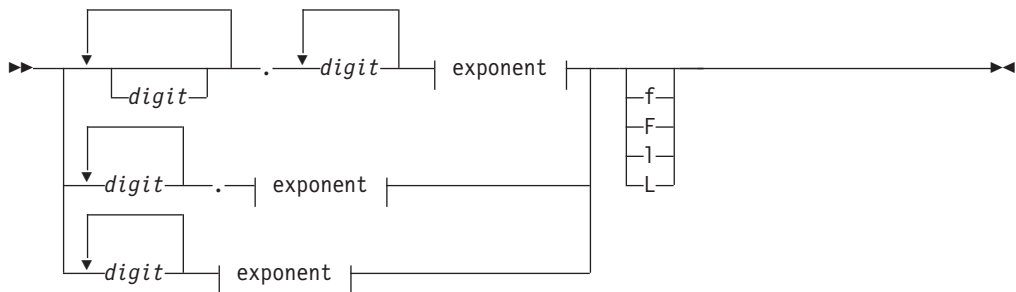 . digit exponent
digit f
F
l
digit . exponent L
digit exponent